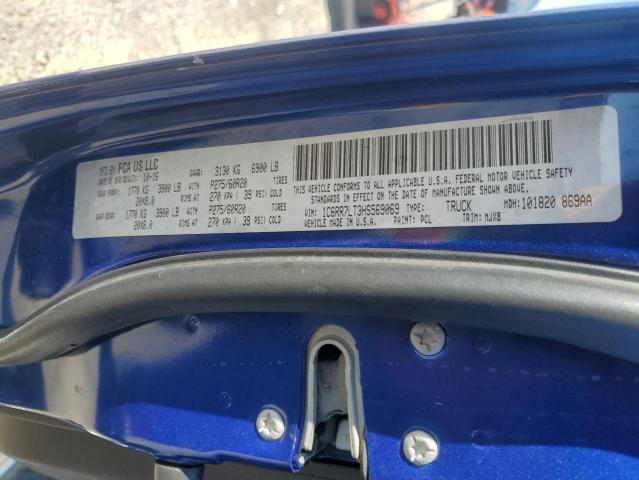 MFD BY FCA US LLC
DATE OF MFR: 10-16 GVWR: 3130 KG 6900 LB
GAWR FRONT: 1770 KG 3900 LB WITH P275/60R20 TIRES
20X8.0 RIMS AT 270 KPA / 39 PSI COLD
GAWR REAR: 1770 KG 3900 LB WITH P275/60R20 TIRES
20X8.0 RIMS AT 270 KPA / 39 PSI COLD
THIS VEHICLE CONFORMS TO ALL APPLICABLE U.S.A. FEDERAL MOTOR VEHICLE SAFETY
STANDARDS IN EFFECT ON THE DATE OF MANUFACTURE SHOWN ABOVE.
VIN: 1C6RR7LT3HS569069 TYPE: TRUCK MDH: 101820 869AA
VEHICLE MADE IN U.S.A. PAINT: PCL TRIM: MJX8